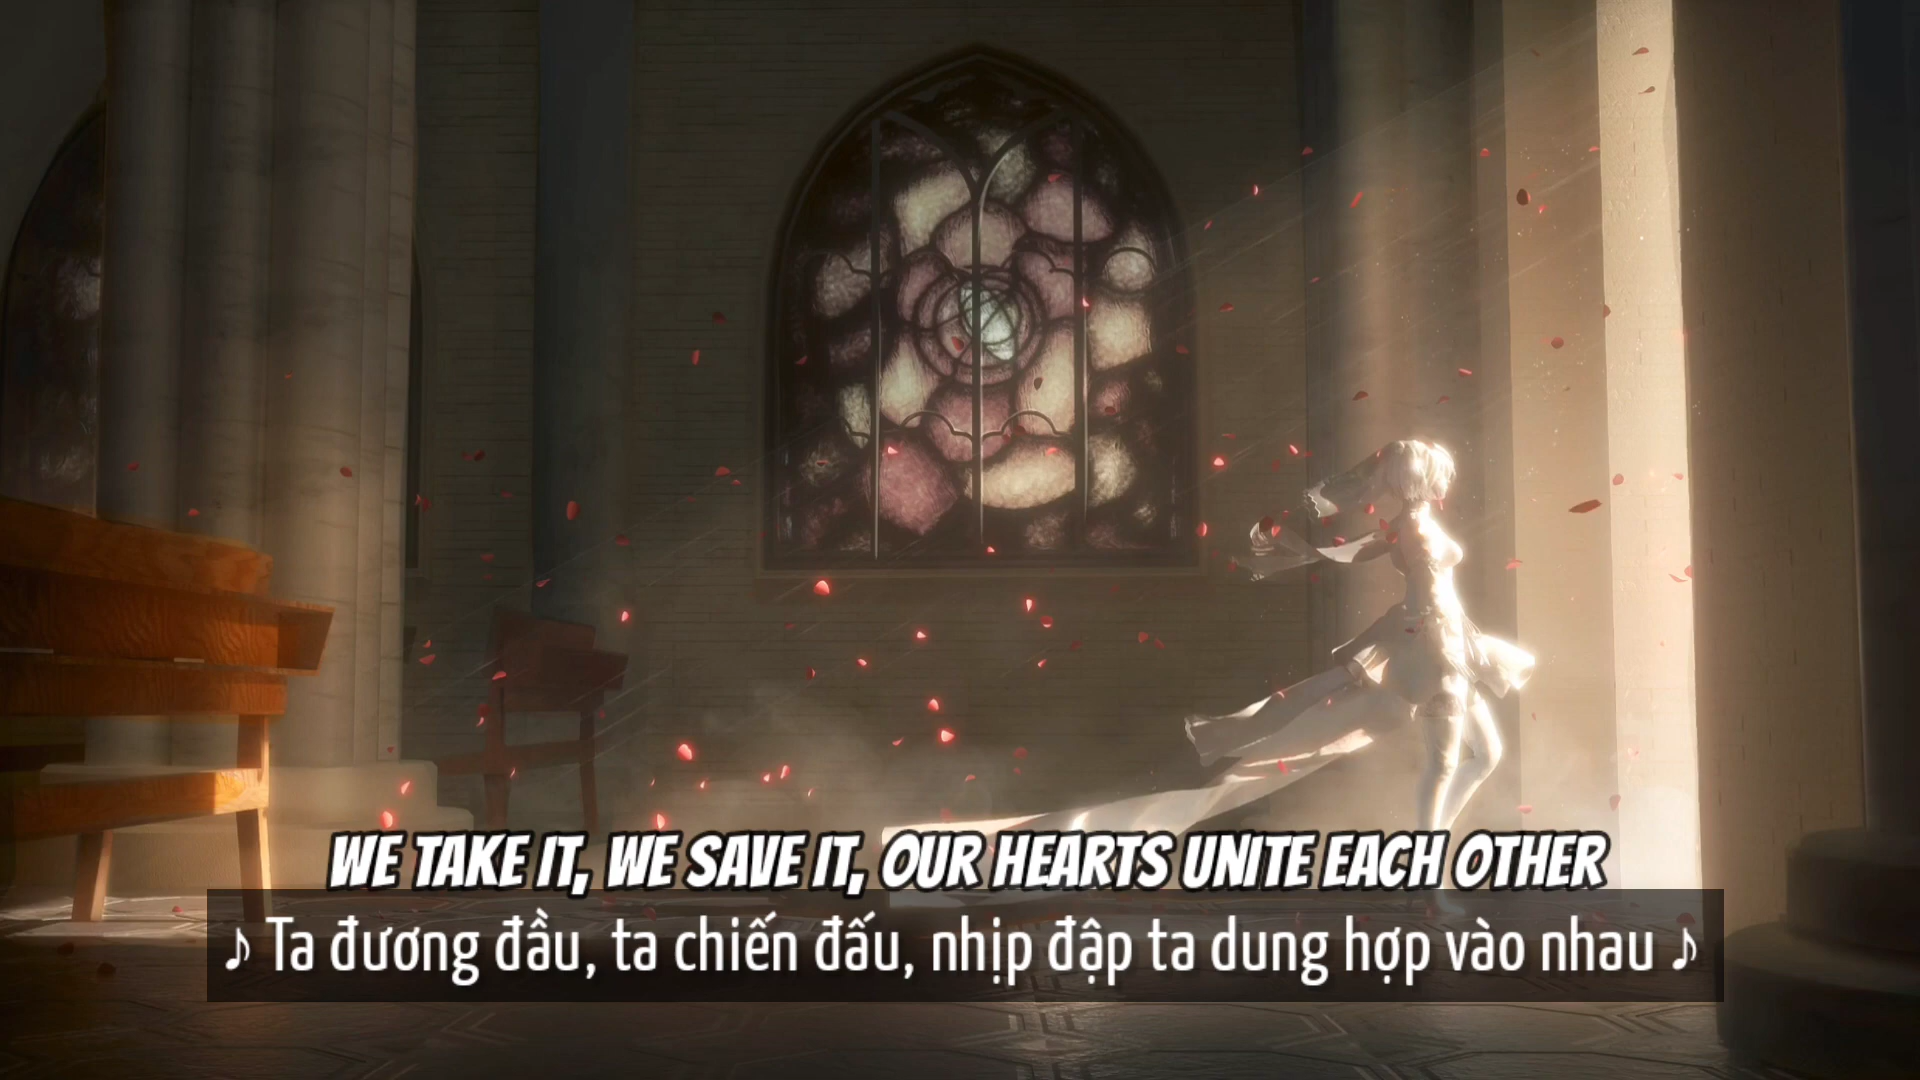 WE TAKE IT, WE SAVE IT, OUR HEARTS UNITE EACH OTHER
♪ Ta đương đầu, ta chiến đấu, nhịp đập ta dung hợp vào nhau ♪